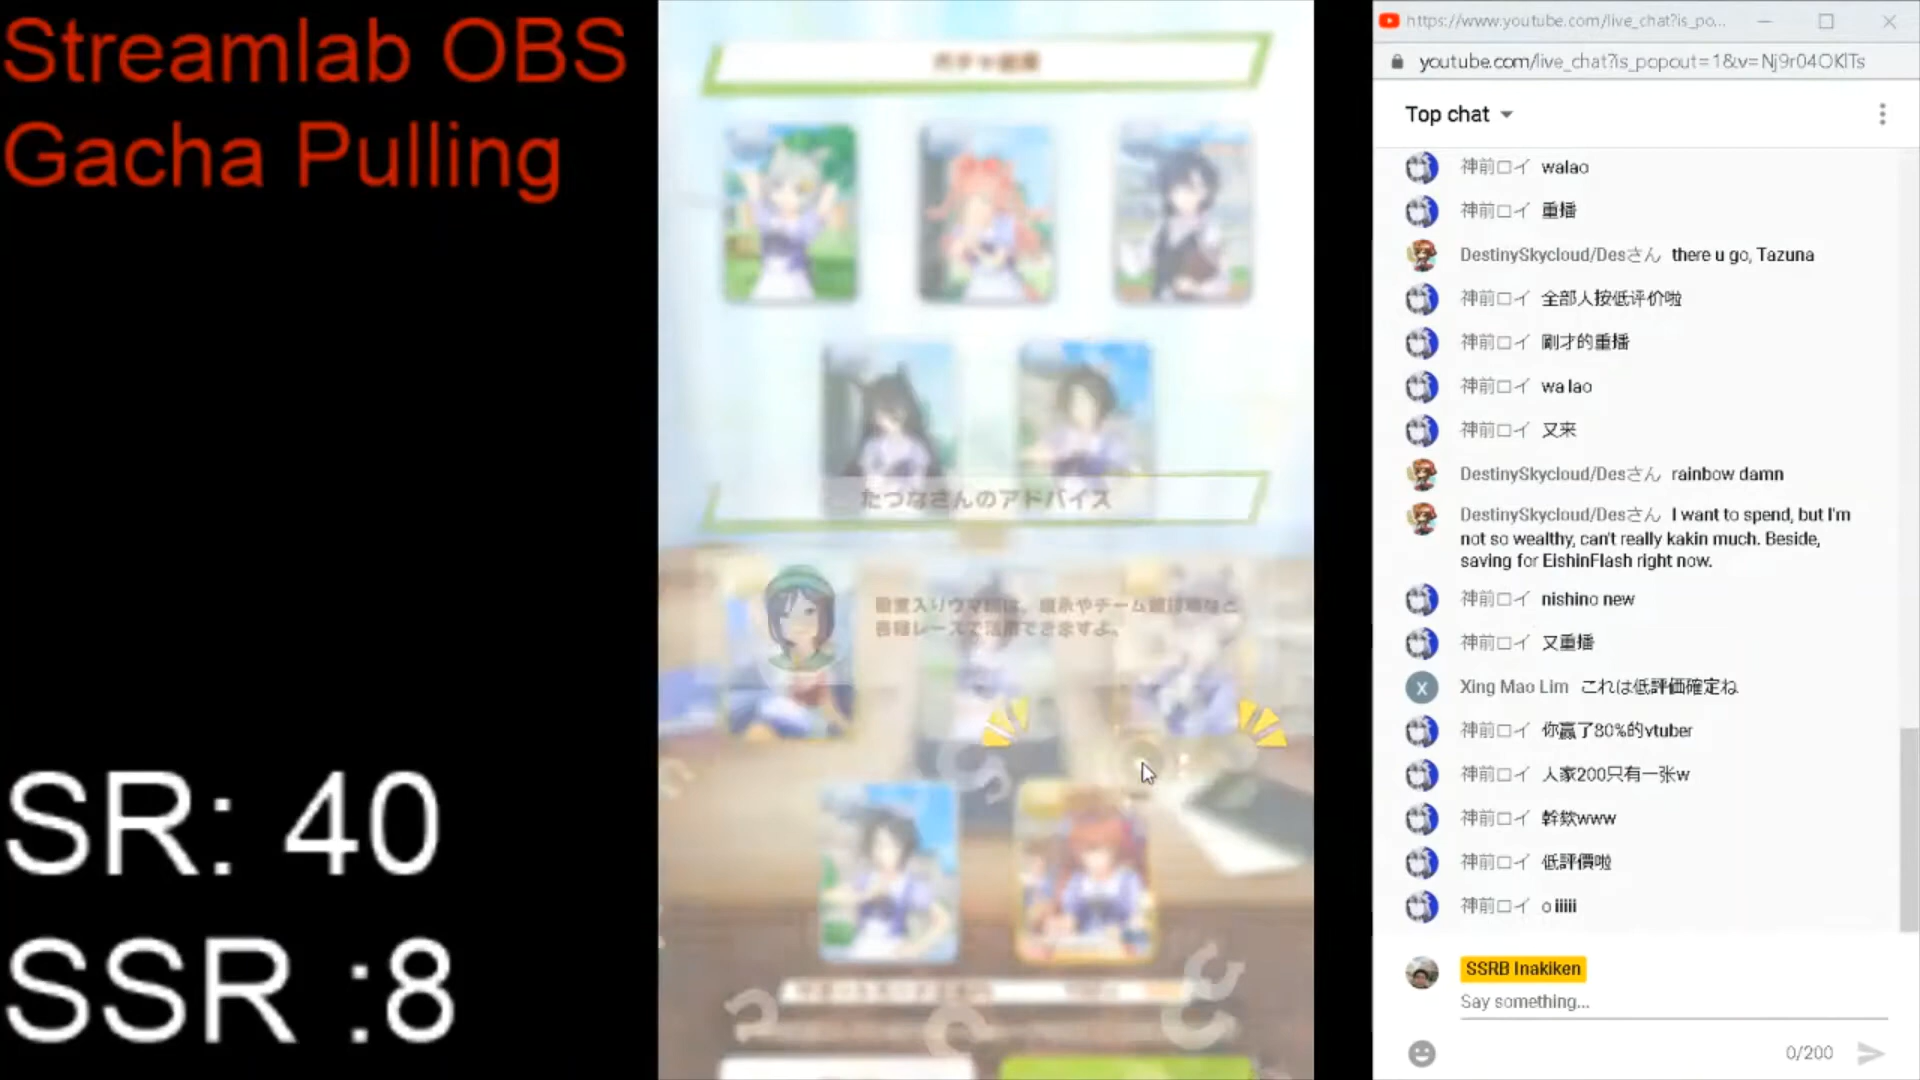 Streamlab OBS
Gacha Pulling
SR: 40
SSR :8
ガチャ結果
たづなさんのアドバイス
https://www.youtube.com/live_chat?is_po...
youtube.com/live_chat?is_popout=1&v=Nj9r04OKlTs
Top chat
神前ロイ walao
神前ロイ 重播
DestinySkycloud/Desさん there u go, Tazuna
神前ロイ 全部人按低评价啦
神前ロイ 剛才的重播
神前ロイ wa lao
神前ロイ 又来
DestinySkycloud/Desさん rainbow damn
DestinySkycloud/Desさん I want to spend, but I'm
not so wealthy, can't really kakin much. Beside,
saving for EishinFlash right now.
神前ロイ nishino new
神前ロイ 又重播
X
Xing Mao Lim これは低評価確定ね
神前ロイ 你赢了80%的vtuber
神前ロイ 人家200只有一张w
神前ロイ 幹欸www
神前ロイ 低評價啦
神前ロイ o iiiii
SSRB Inakiken
Say something...
0/200